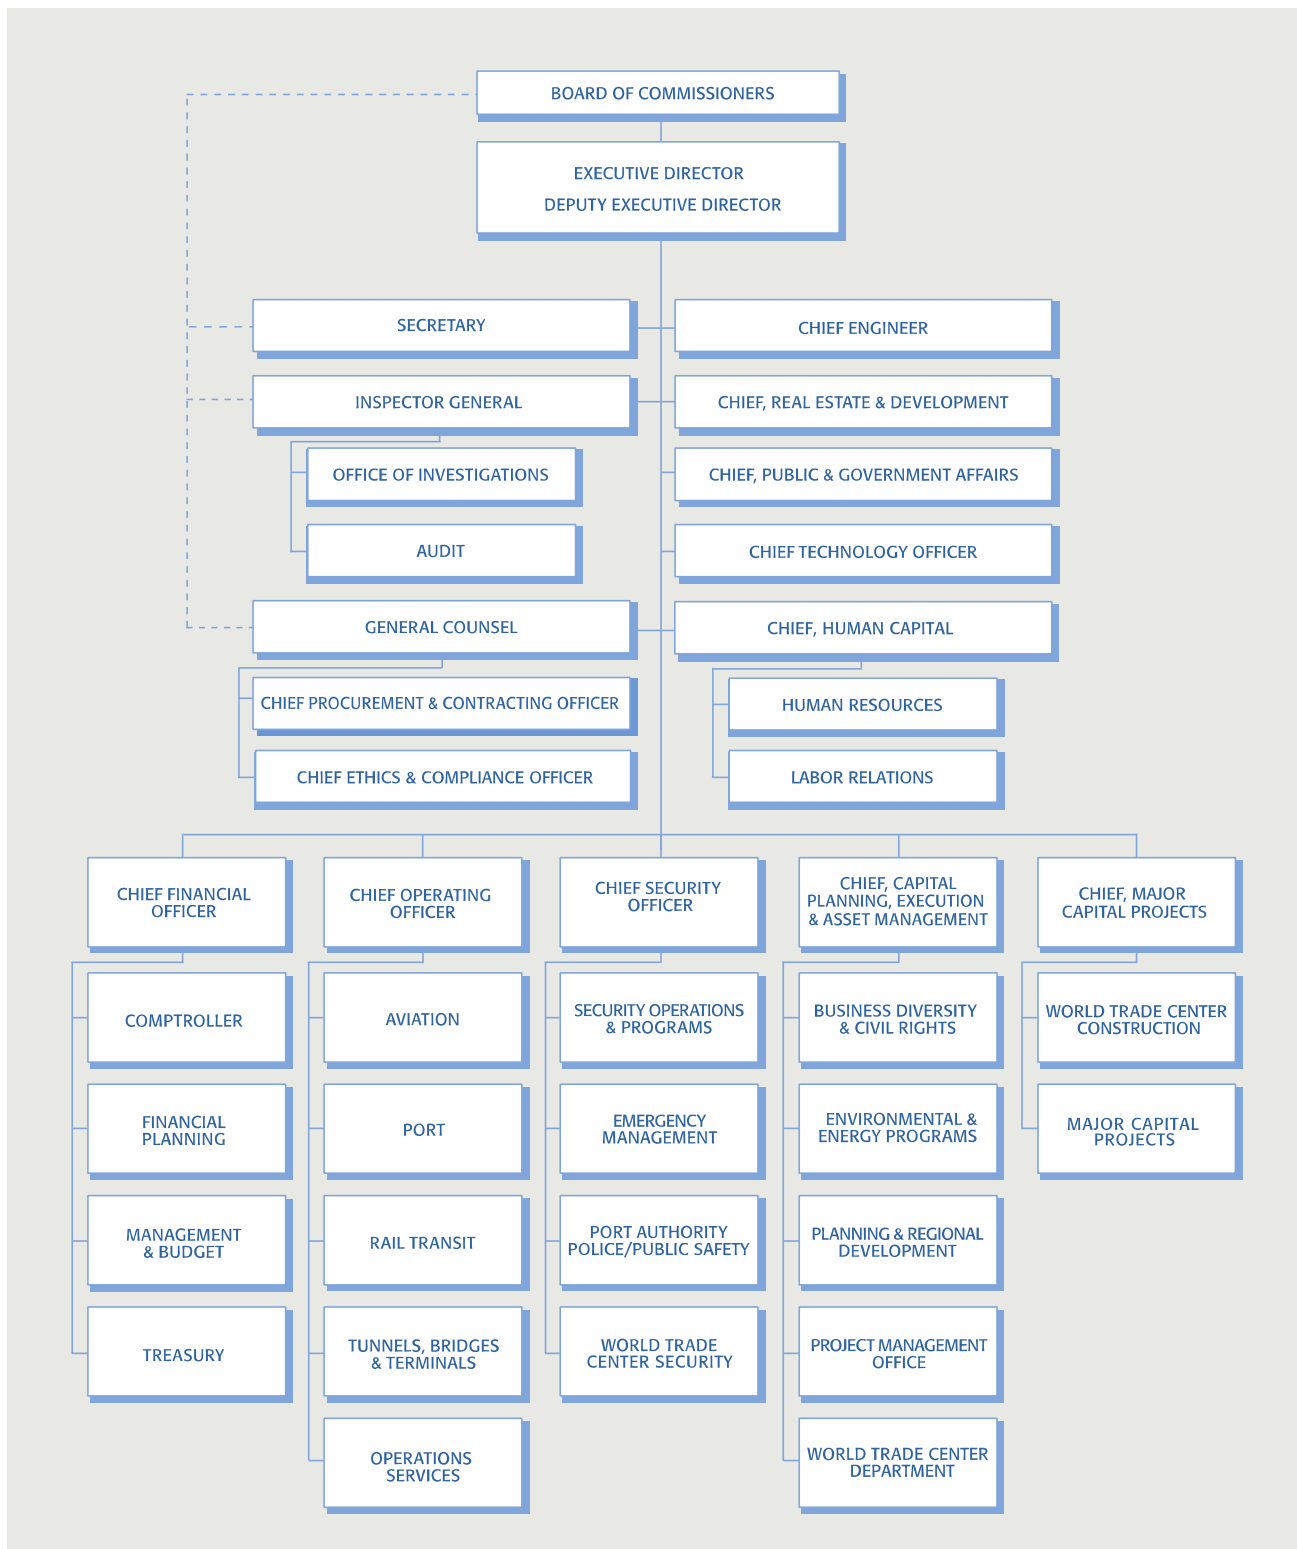 BOARD OF COMMISSIONERS
EXECUTIVE DIRECTOR
DEPUTY EXECUTIVE DIRECTOR
SECRETARY
CHIEF ENGINEER
INSPECTOR GENERAL
CHIEF, REAL ESTATE & DEVELOPMENT
OFFICE OF INVESTIGATIONS
CHIEF, PUBLIC & GOVERNMENT AFFAIRS
AUDIT
CHIEF TECHNOLOGY OFFICER
GENERAL COUNSEL
CHIEF, HUMAN CAPITAL
CHIEF PROCUREMENT & CONTRACTING OFFICER
HUMAN RESOURCES
CHIEF ETHICS & COMPLIANCE OFFICER
LABOR RELATIONS
CHIEF FINANCIAL
OFFICER
CHIEF OPERATING
OFFICER
CHIEF SECURITY
OFFICER
CHIEF, CAPITAL
PLANNING, EXECUTION
& ASSET MANAGEMENT
CHIEF, MAJOR
CAPITAL PROJECTS
COMPTROLLER
AVIATION
SECURITY OPERATIONS
& PROGRAMS
BUSINESS DIVERSITY
& CIVIL RIGHTS
WORLD TRADE CENTER
CONSTRUCTION
FINANCIAL
PLANNING
PORT
EMERGENCY
MANAGEMENT
ENVIRONMENTAL &
ENERGY PROGRAMS
MAJOR CAPITAL
PROJECTS
MANAGEMENT
& BUDGET
RAIL TRANSIT
PORT AUTHORITY
POLICE/PUBLIC SAFETY
PLANNING & REGIONAL
DEVELOPMENT
TREASURY
TUNNELS, BRIDGES
& TERMINALS
WORLD TRADE
CENTER SECURITY
PROJECT MANAGEMENT
OFFICE
OPERATIONS
SERVICES
WORLD TRADE CENTER
DEPARTMENT